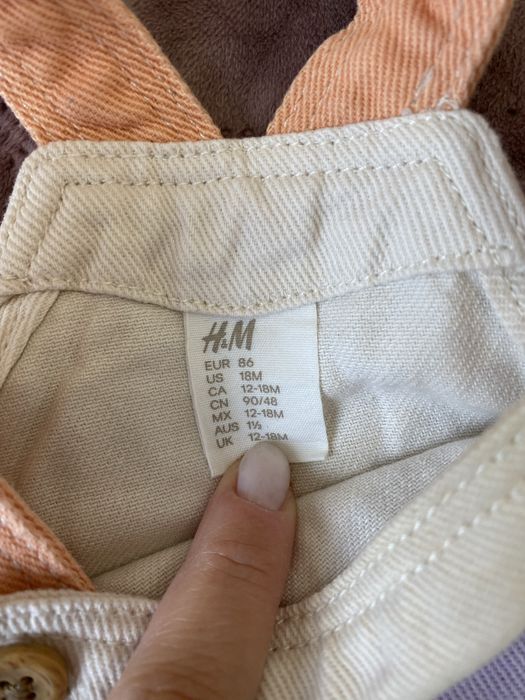 H&M
EUR 86
US 18M
CA 12-18M
CN 90/48
MX 12-18M
AUS 1½
UK 12-18M